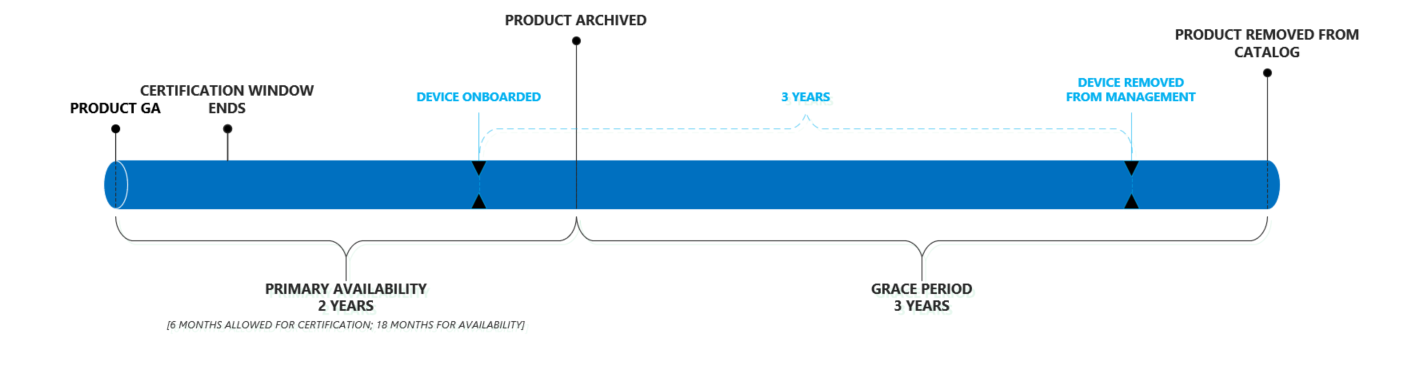 PRODUCT ARCHIVED
PRODUCT REMOVED FROM
CATALOG
CERTIFICATION WINDOW
ENDS
PRODUCT GA
DEVICE ONBOARDED
3 YEARS
DEVICE REMOVED
FROM MANAGEMENT
PRIMARY AVAILABILITY
2 YEARS
[6 MONTHS ALLOWED FOR CERTIFICATION; 18 MONTHS FOR AVAILABILITY]
GRACE PERIOD
3 YEARS